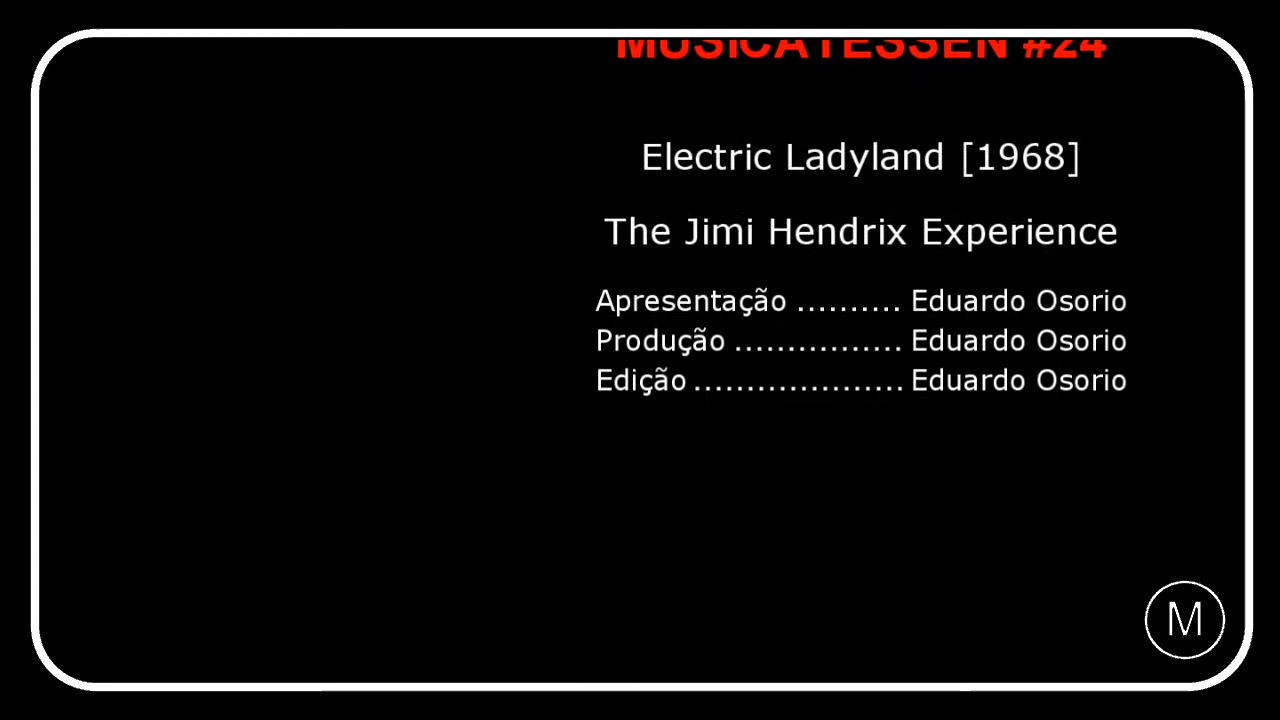 MUSICATESSEN #24
Electric Ladyland [1968]
The Jimi Hendrix Experience
Apresentação .......... Eduardo Osorio
Produção ................ Eduardo Osorio
Edição .................... Eduardo Osorio
M